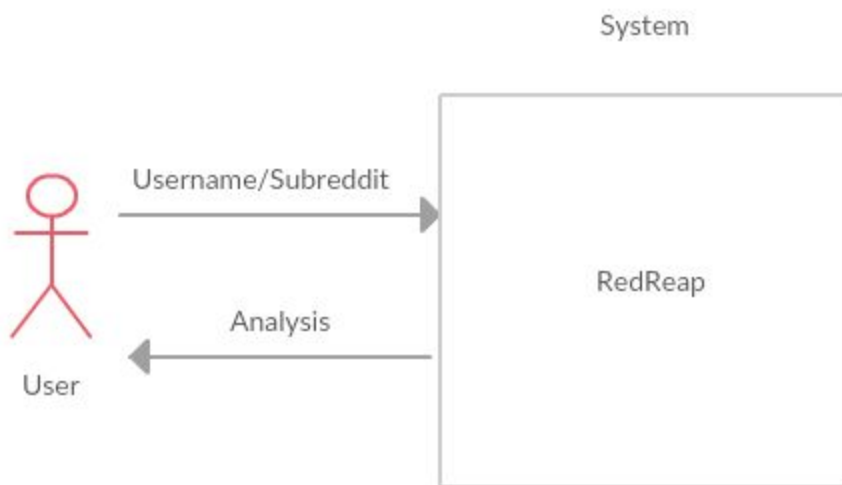 System
Username/Subreddit
RedReap
Analysis
User